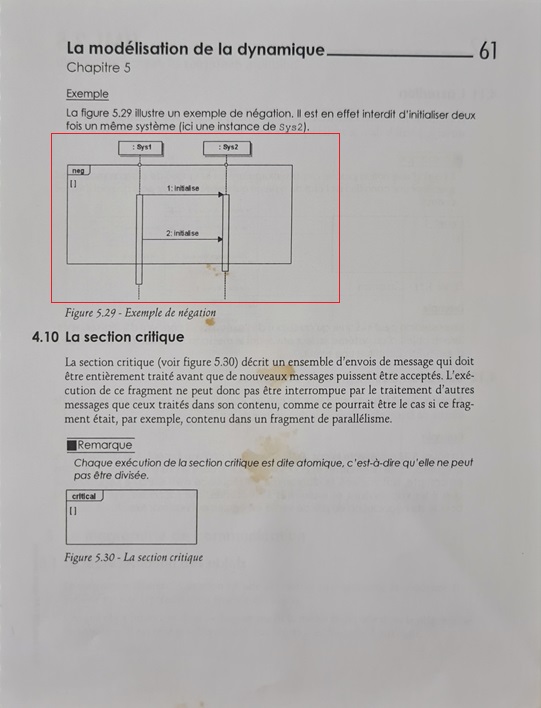 La modélisation de la dynamique 61
Chapitre 5
Exemple
La figure 5.29 illustre un exemple de négation. Il est en effet interdit d'initialiser deux
fois un même système (ici une instance de Sys2).
: Sys1 : Sys2
neg
[]
1: initialise
2: initialise
Figure 5.29 - Exemple de négation
4.10 La section critique
La section critique (voir figure 5.30) décrit un ensemble d'envois de message qui doit
être entièrement traité avant que de nouveaux messages puissent être acceptés. L'exé-
cution de ce fragment ne peut donc pas être interrompue par le traitement d'autres
messages que ceux traités dans son contenu, comme ce pourrait être le cas si ce frag-
ment était, par exemple, contenu dans un fragment de parallélisme.
Remarque
Chaque exécution de la section critique est dite atomique, c'est-à-dire qu'elle ne peut
pas être divisée.
critical
[]
Figure 5.30 - La section critique